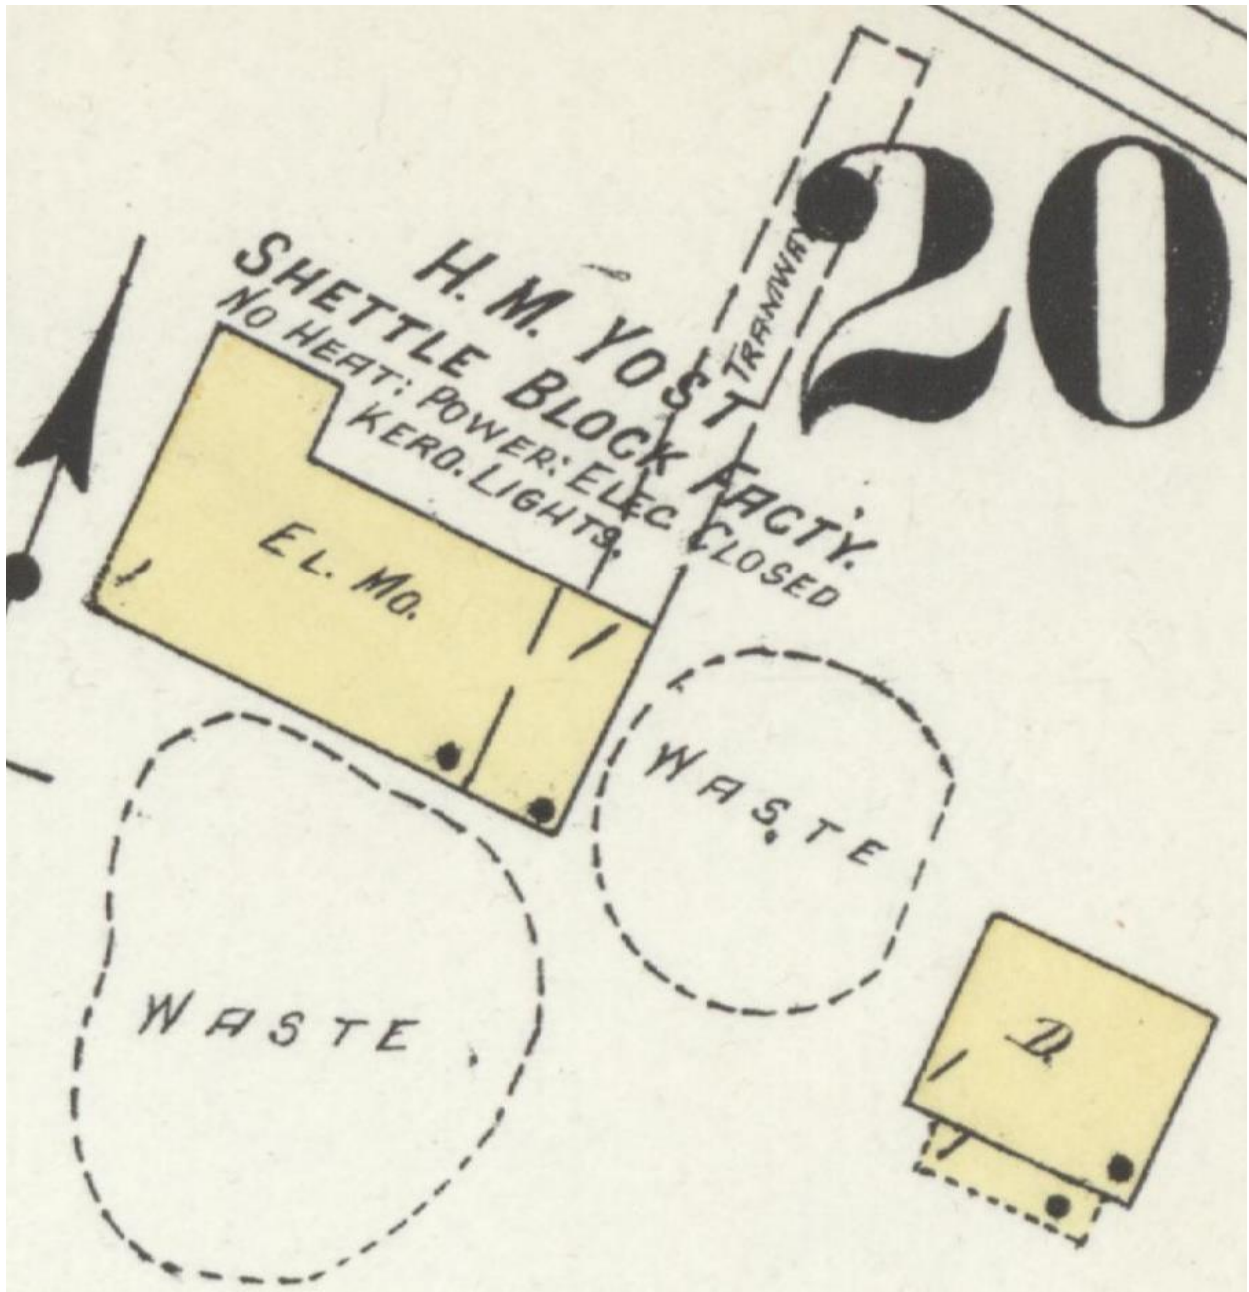 20
H. M. YOST
SHETTLE BLOCK FACTY.
NO HEAT: POWER: ELEC. CLOSED
KERO. LIGHTS.
TRAMWAY
EL. MO.
WASTE
WASTE
D.